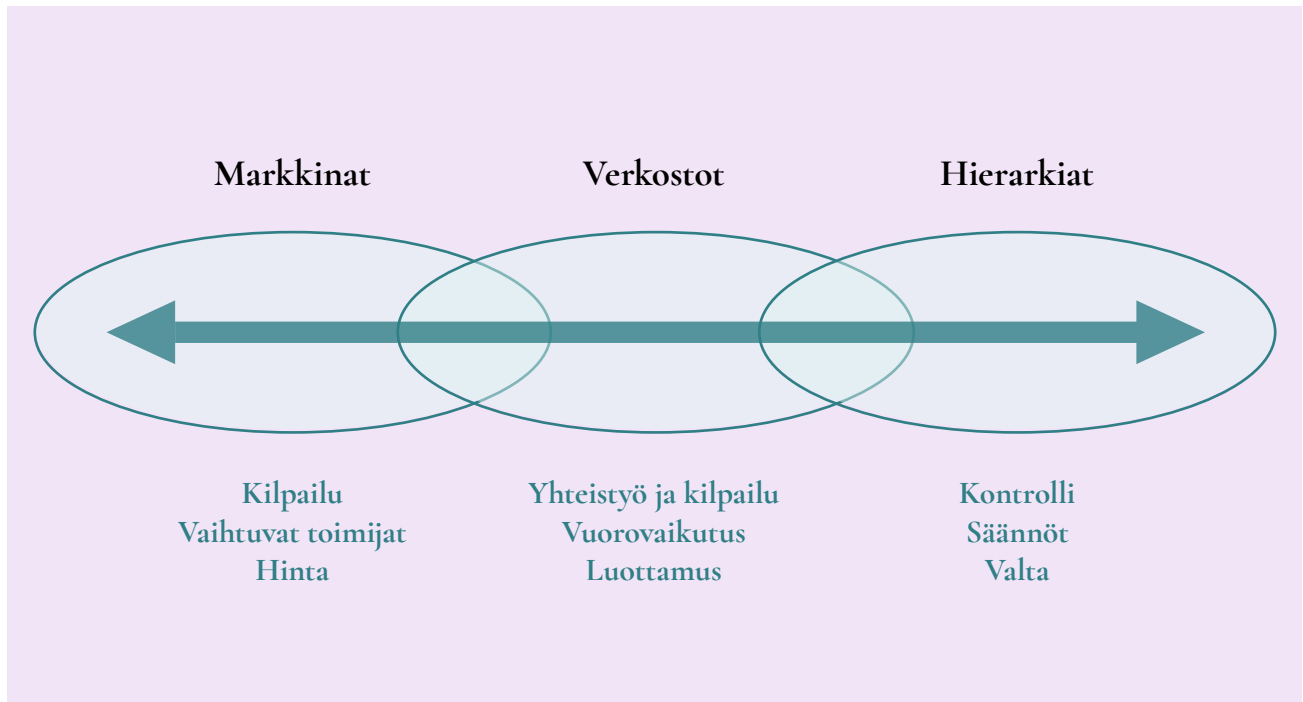 Markkinat
Verkostot
Hierarkiat
Kilpailu
Vaihtuvat toimijat
Hinta
Yhteistyö ja kilpailu
Vuorovaikutus
Luottamus
Kontrolli
Säännöt
Valta